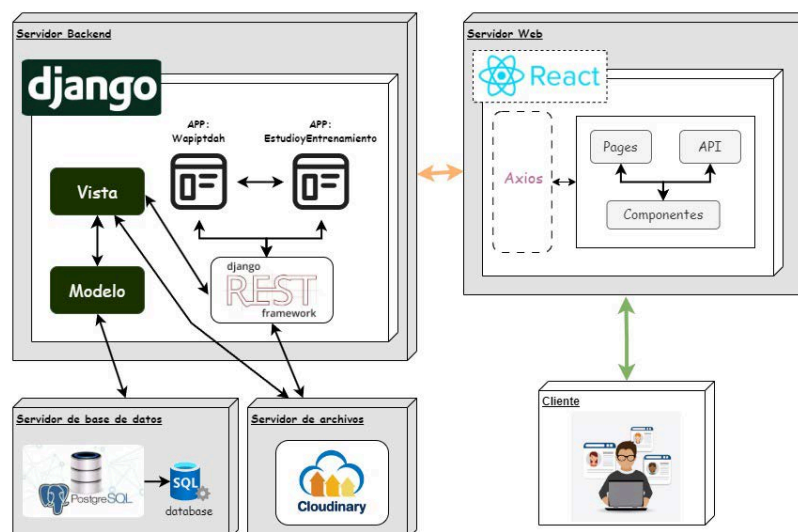 Servidor Backend
django
APP:
Wapiptdah
APP:
EstudioyEntrenamiento
Vista
Modelo
django
REST
framework
Servidor Web
React
Axios
Pages
API
Componentes
Servidor de base de datos
PostgreSQL
SQL
database
Servidor de archivos
Cloudinary
Cliente